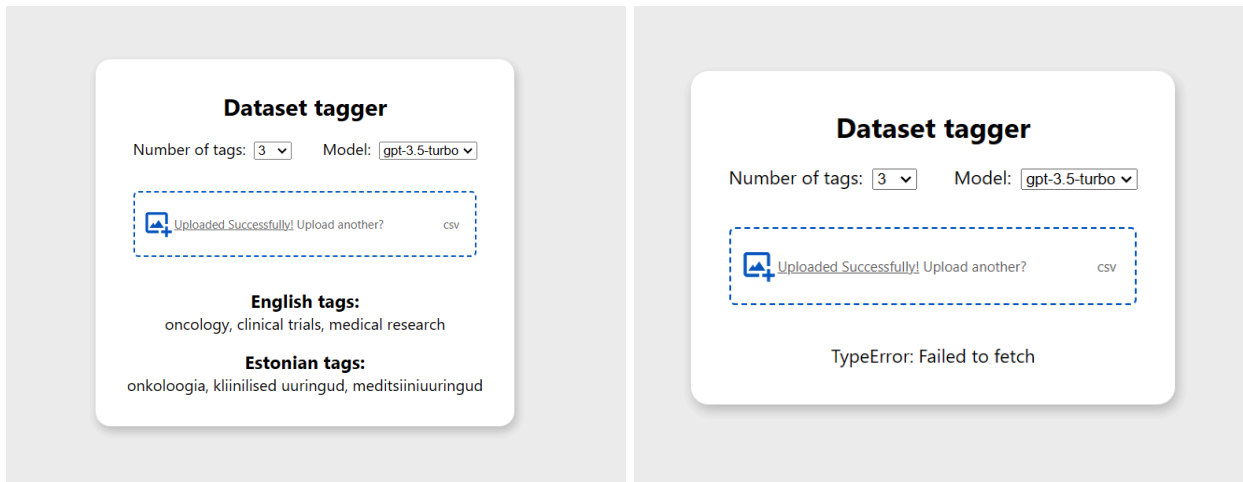 Dataset tagger
Number of tags: 3 Model: gpt-3.5-turbo
Uploaded Successfully! Upload another? csv
English tags:
oncology, clinical trials, medical research
Estonian tags:
onkoloogia, kliinilised uuringud, meditsiiniuuringud
Dataset tagger
Number of tags: 3 Model: gpt-3.5-turbo
Uploaded Successfully! Upload another? csv
TypeError: Failed to fetch